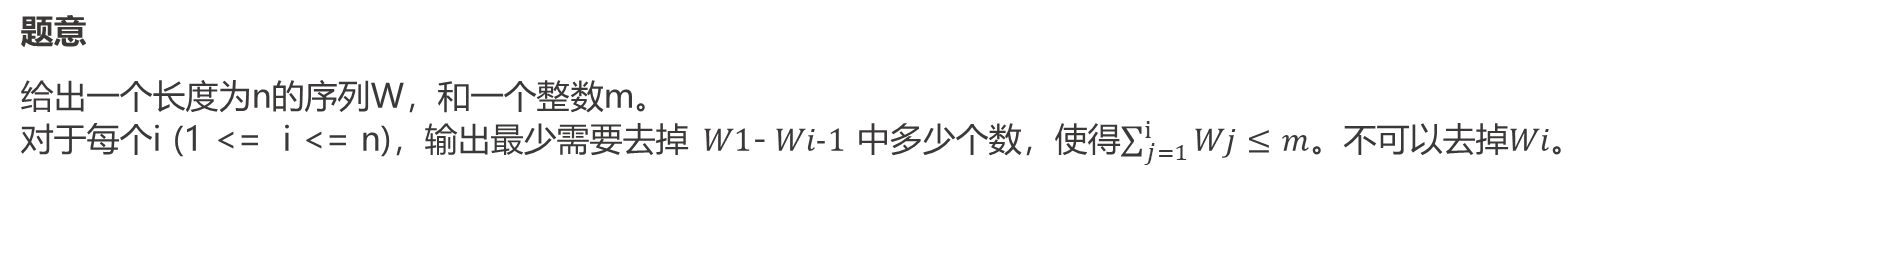 题意
给出一个长度为n的序列W，和一个整数m。
对于每个i (1 <= i <= n)，输出最少需要去掉 W1- Wi-1 中多少个数，使得∑_{j=1}^{i} Wj ≤ m。不可以去掉Wi。